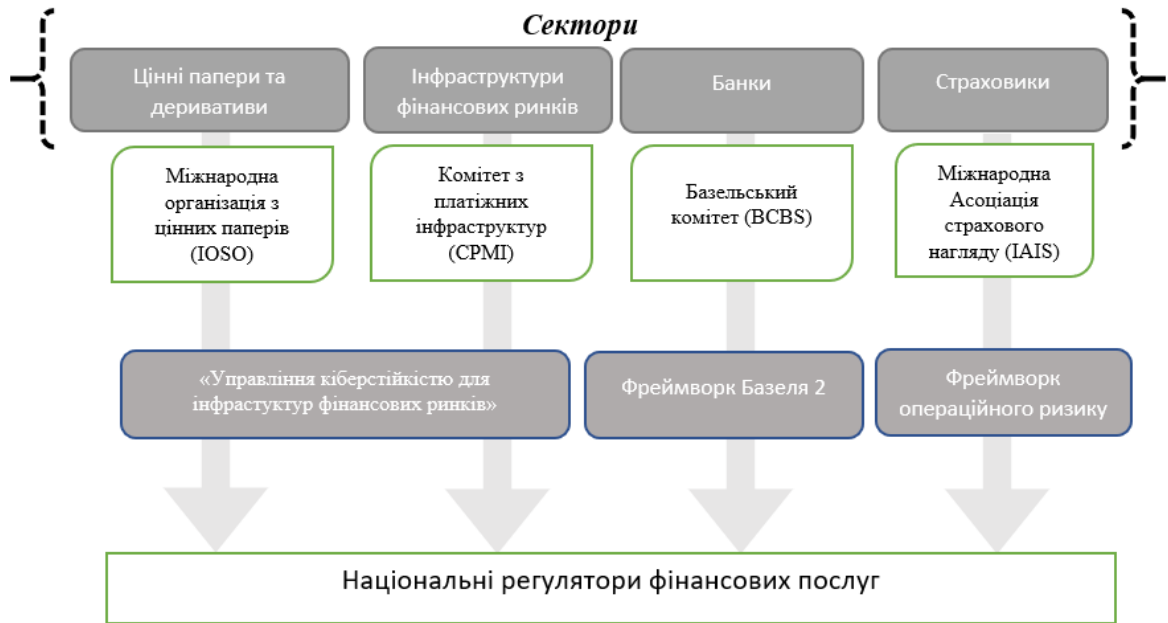 Сектори
Цінні папери та
деривативи
Інфраструктури
фінансових ринків
Банки
Страховики
Міжнародна
організація з
цінних паперів
(IOSO)
Комітет з
платіжних
інфраструктур
(CPMI)
Базельський
комітет (BCBS)
Міжнародна
Асоціація
страхового
нагляду (IAIS)
«Управління кіберстійкістю для
інфрастуктур фінансових ринків»
Фреймворк Базеля 2
Фреймворк
операційного ризику
Національні регулятори фінансових послуг